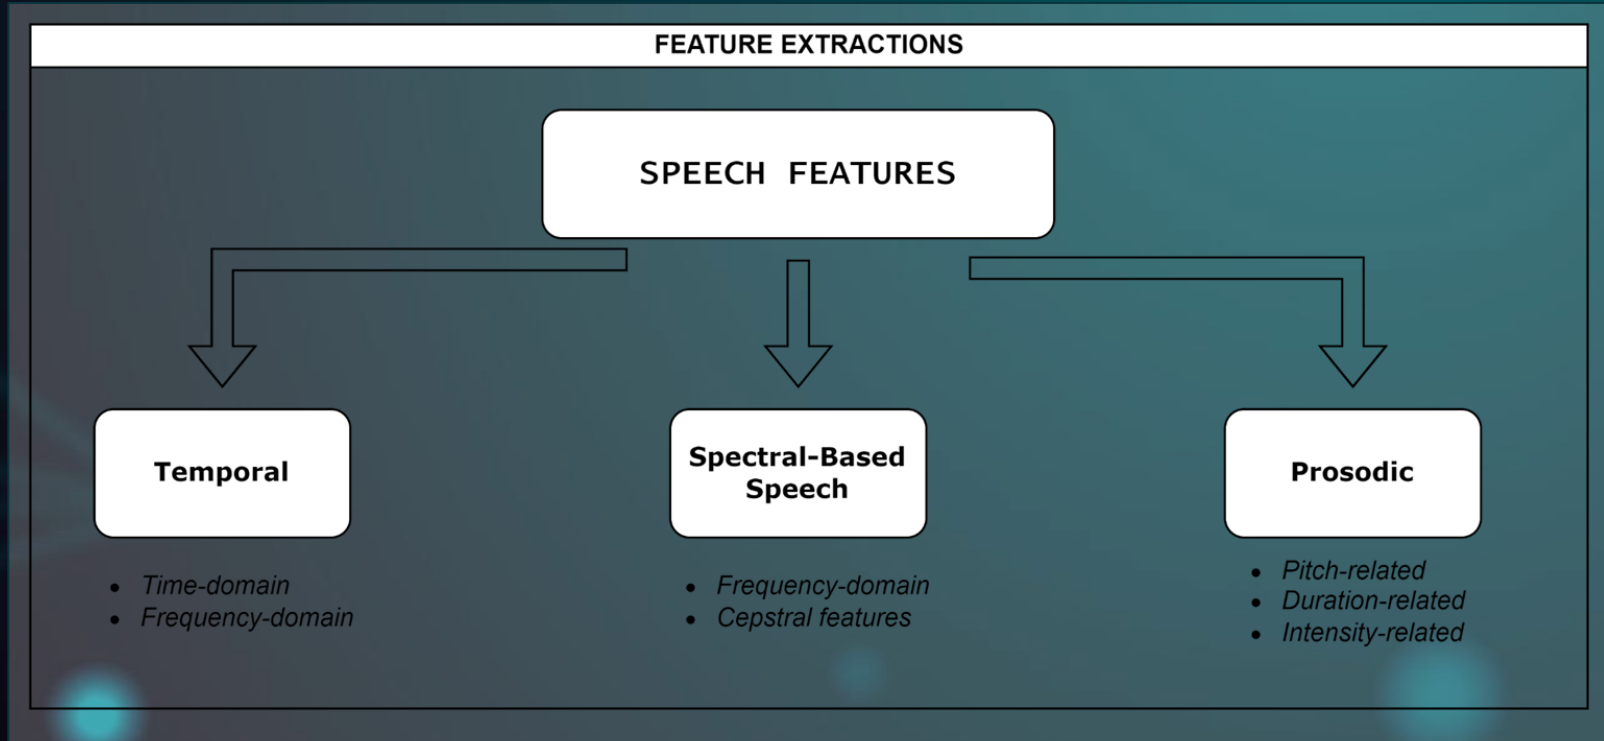 FEATURE EXTRACTIONS
SPEECH FEATURES
Temporal
• Time-domain
• Frequency-domain
Spectral-Based
Speech
• Frequency-domain
• Cepstral features
Prosodic
• Pitch-related
• Duration-related
• Intensity-related